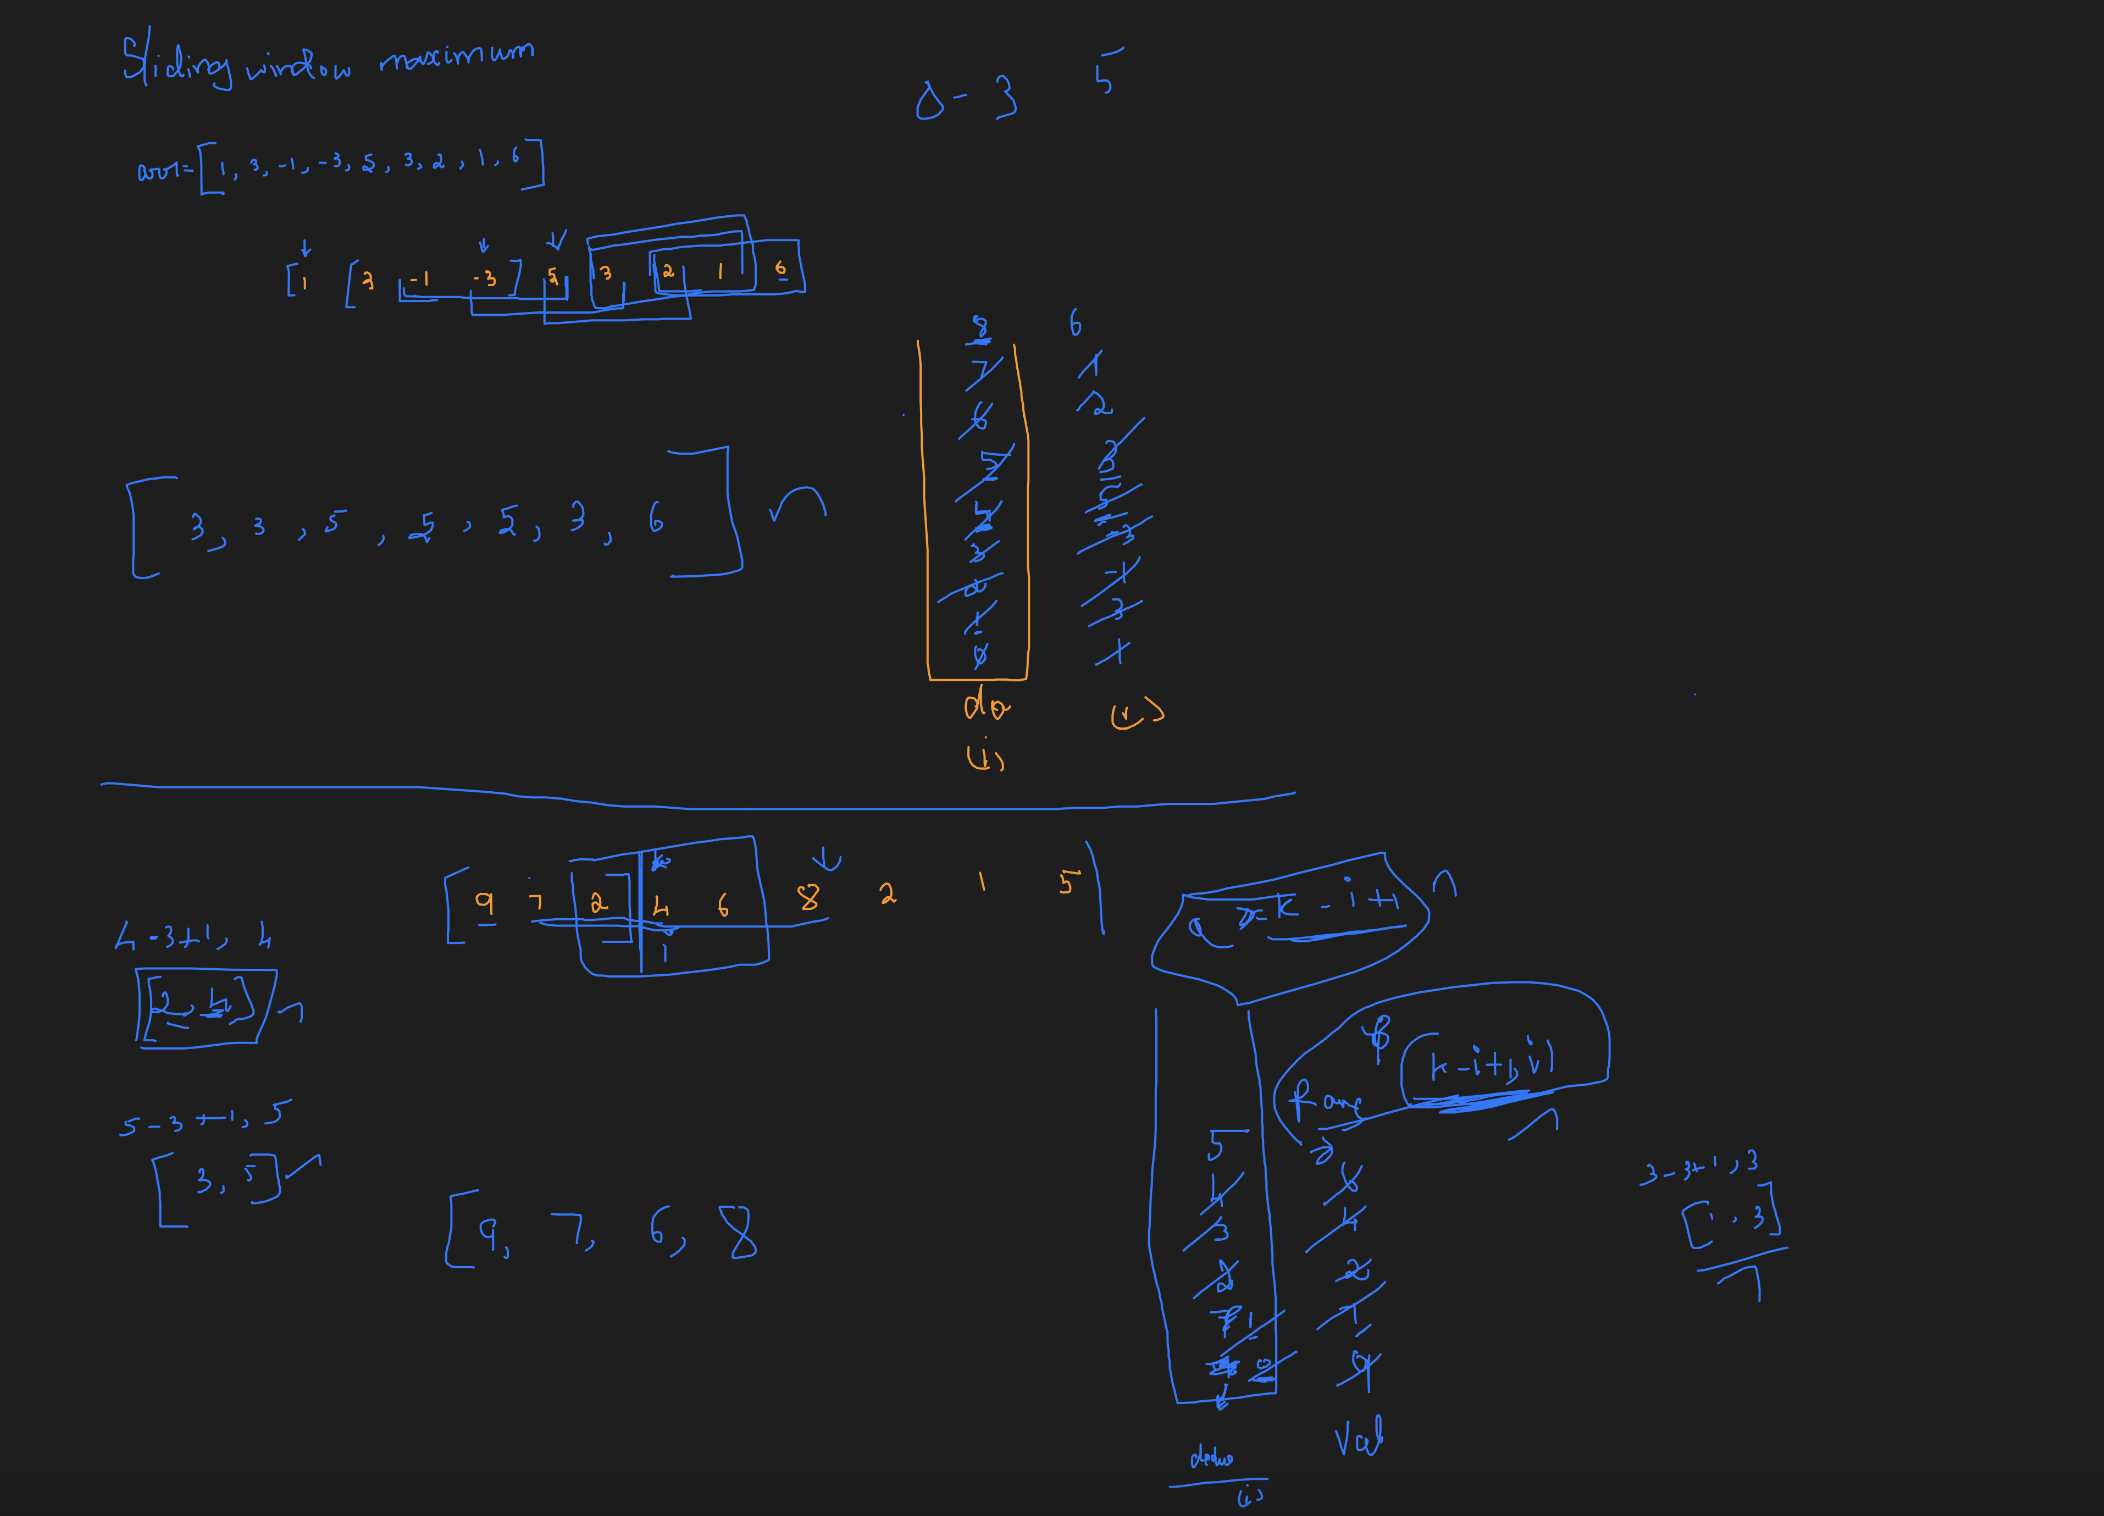 Sliding window maximum
0 - 3 5
arr = [1, 3, -1, -3, 5, 3, 2, 1, 6]
[1 [3 -1 -3] 5 3 2 1 6
8 6
7 1
6 2
5 3
4 5
3 -3
2 -1
1 3
0 1
[3, 3, 5, 5, 5, 3, 6]
dq (v)
(i)
[9 7 2 4 6 8 2 1 5]
k - i + 1
4 - 3 + 1, 4
[2, 4]
k - i + 1, i)
Range
5 - 3 + 1, 5
[3, 5]
5
4 6
3 4
2 2
1 7
0 9
3 - 3 + 1, 3
[1, 3]
[9, 7, 6, 8
Val
deque
(i)